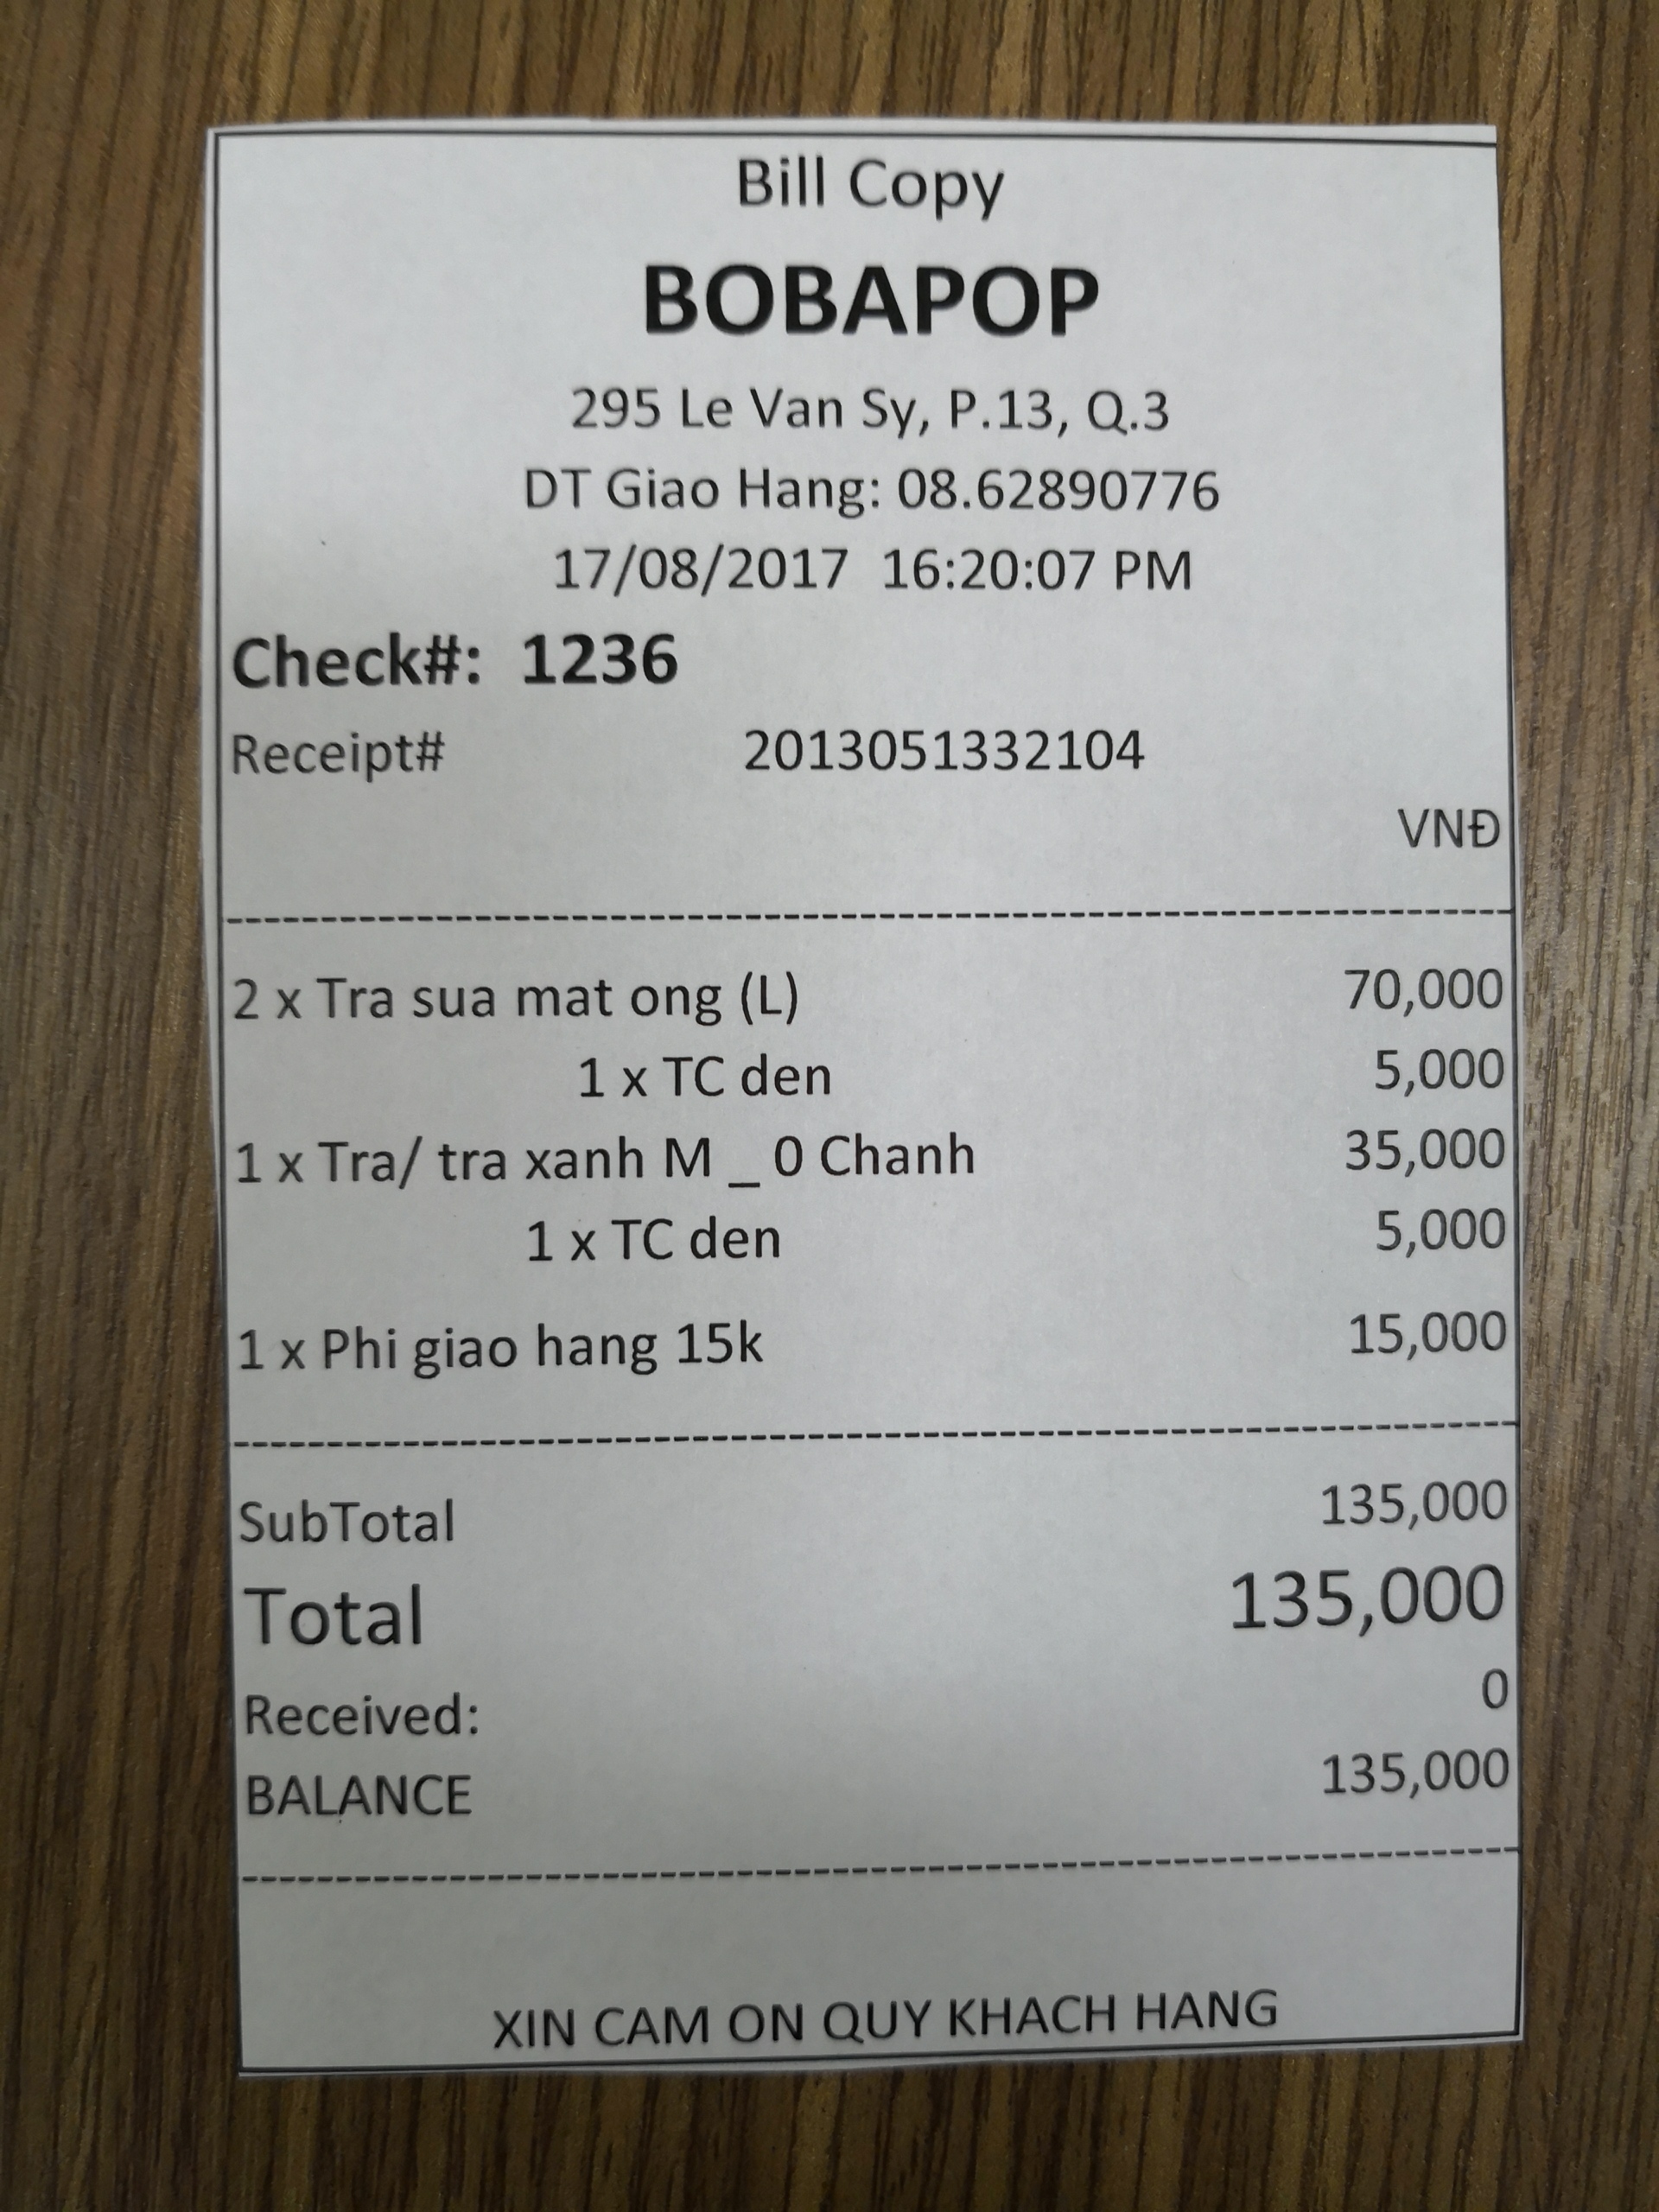 Bill Copy
BOBAPOP
295 Le Van Sy, P.13, Q.3
DT Giao Hang: 08.62890776
17/08/2017 16:20:07 PM
Check#: 1236
Receipt# 2013051332104
VNĐ
2 x Tra sua mat ong (L) 70,000
1 x TC den 5,000
1 x Tra/ tra xanh M _ 0 Chanh 35,000
1 x TC den 5,000
1 x Phi giao hang 15k 15,000
SubTotal 135,000
Total 135,000
Received: 0
BALANCE 135,000
XIN CAM ON QUY KHACH HANG